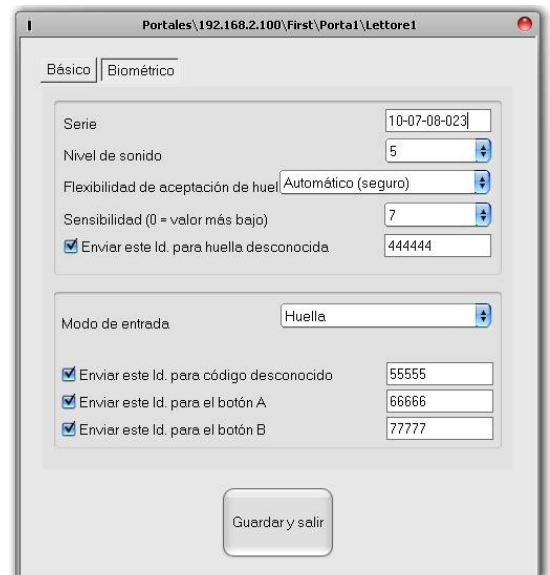 Portales\192.168.2.100\First\Porta1\Lettore1
Básico Biométrico
Serie 10-07-08-023
Nivel de sonido 5
Flexibilidad de aceptación de huel Automático (seguro)
Sensibilidad (0 = valor más bajo) 7
Enviar este Id. para huella desconocida 444444
Modo de entrada Huella
Enviar este Id. para código desconocido 55555
Enviar este Id. para el botón A 66666
Enviar este Id. para el botón B 77777
Guardar y salir